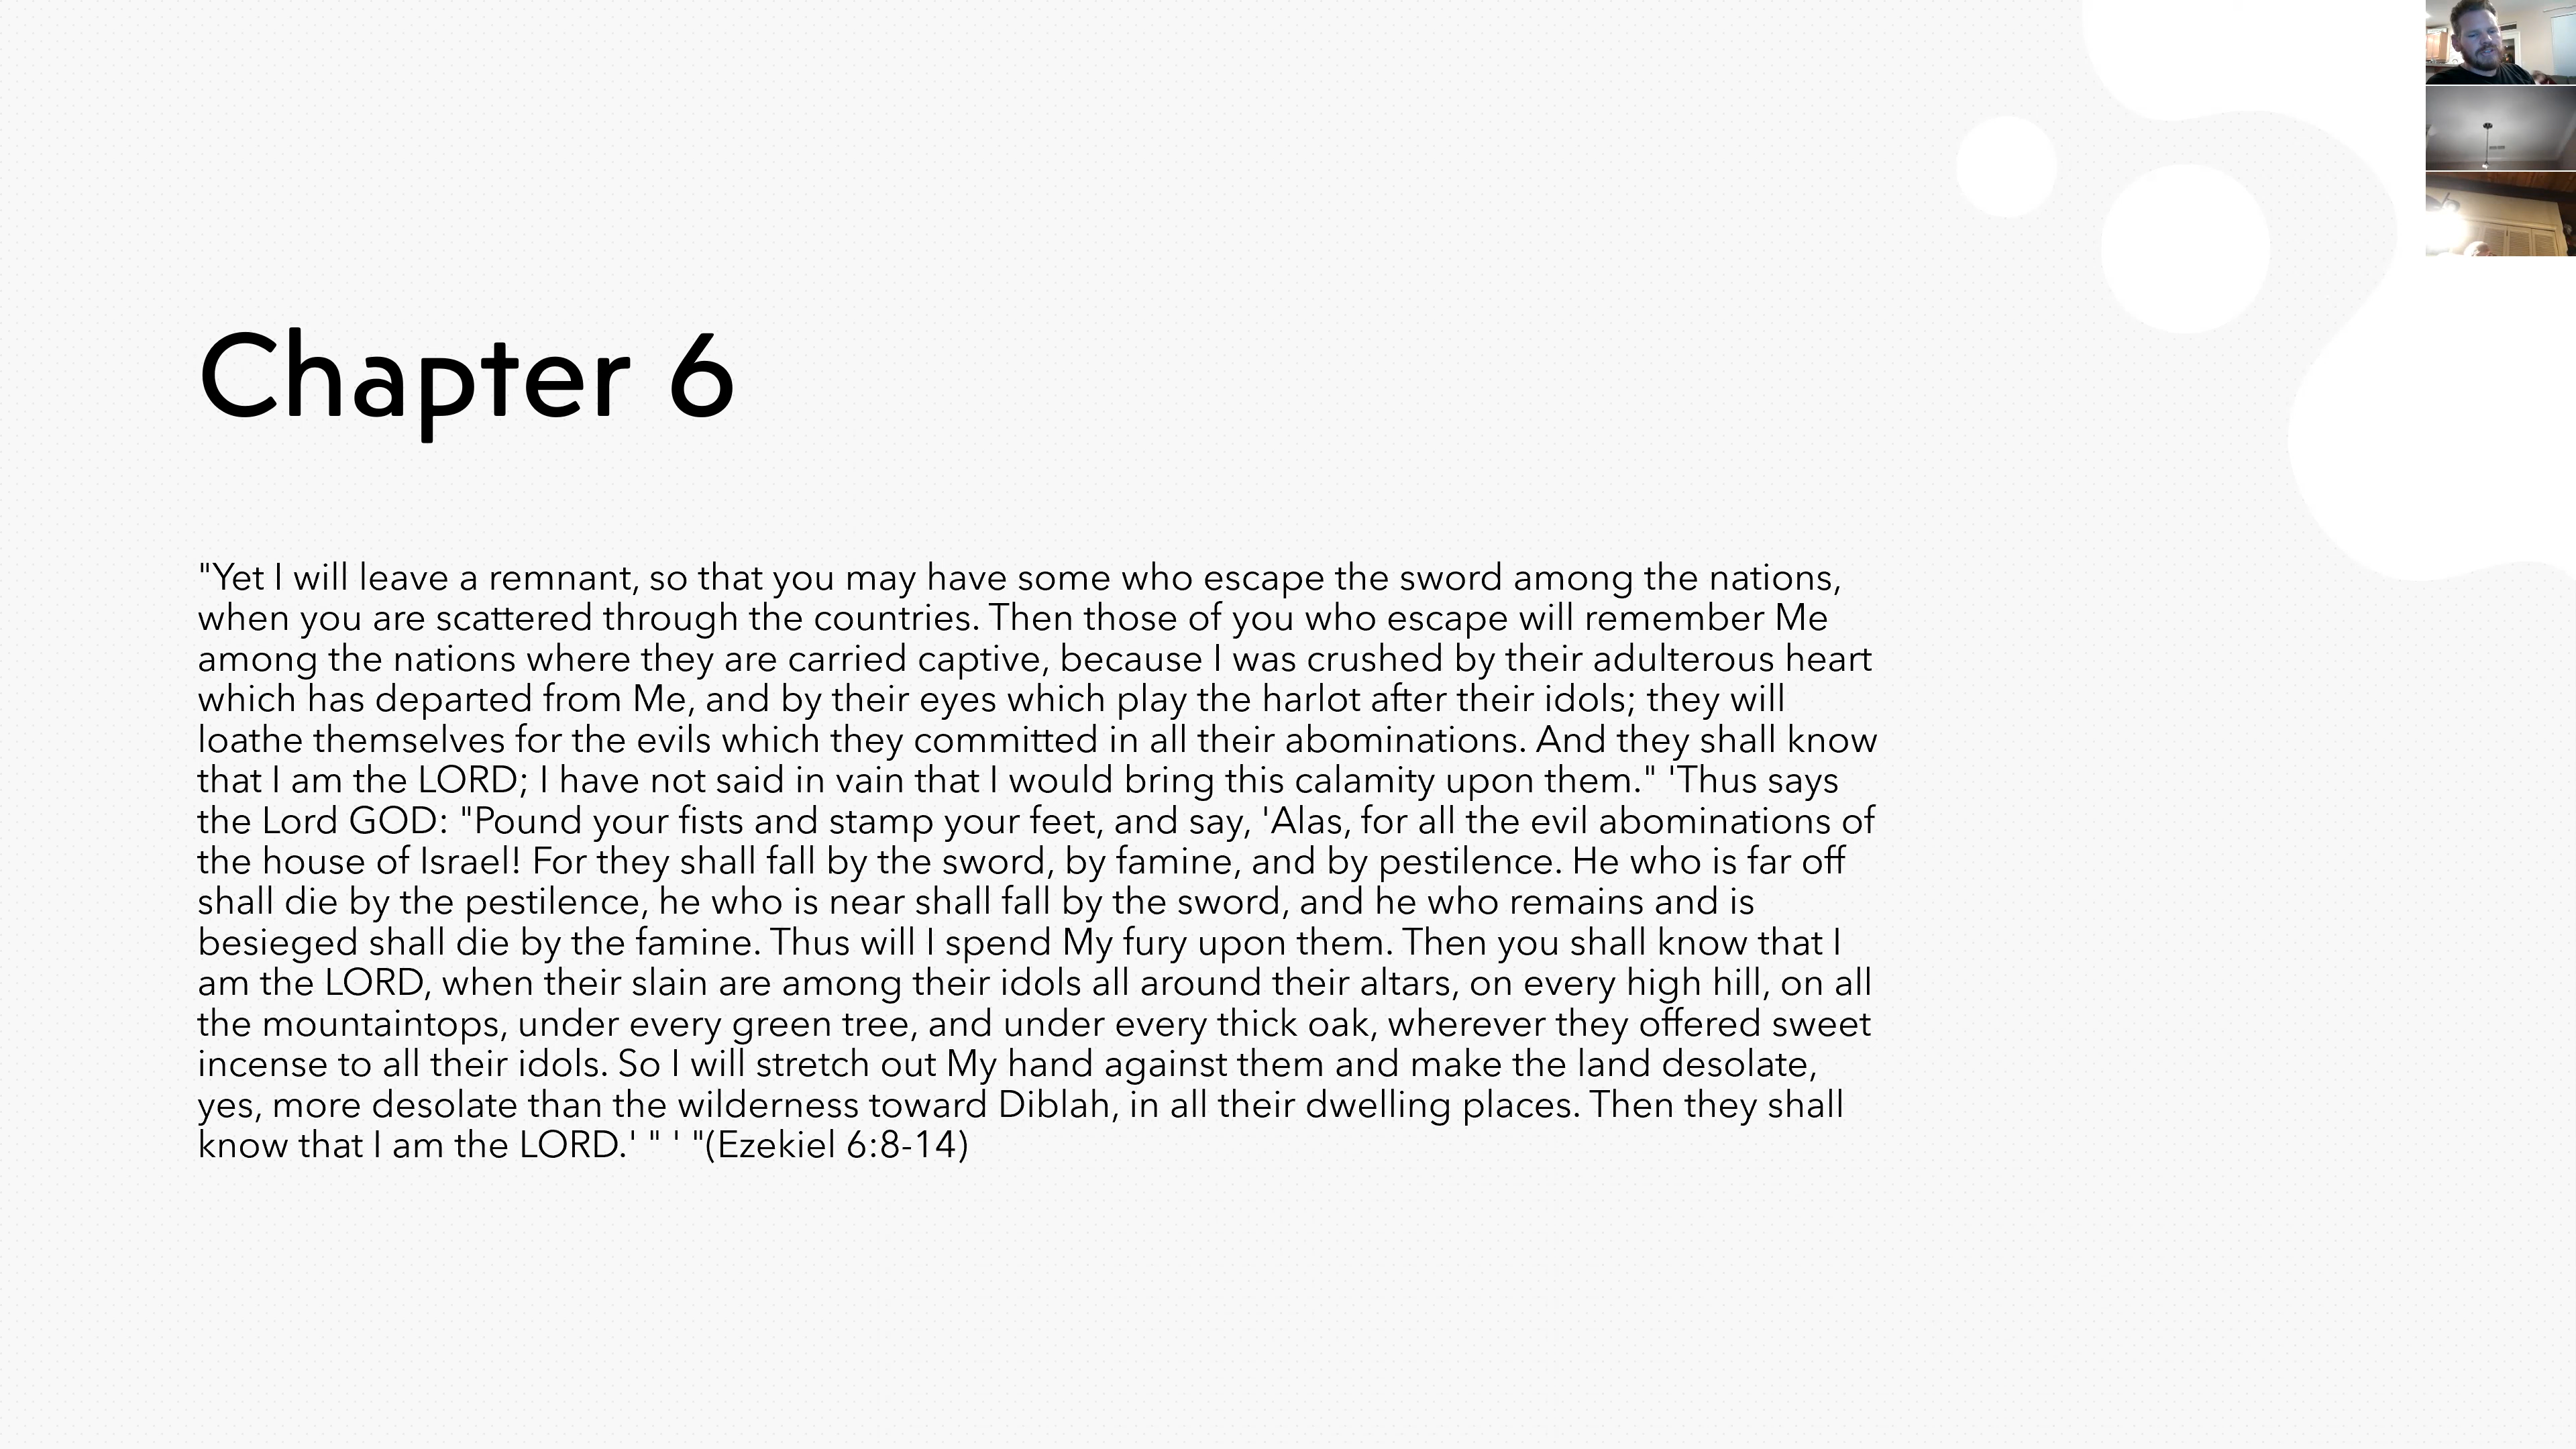 Chapter 6
"Yet I will leave a remnant, so that you may have some who escape the sword among the nations,
when you are scattered through the countries. Then those of you who escape will remember Me
among the nations where they are carried captive, because I was crushed by their adulterous heart
which has departed from Me, and by their eyes which play the harlot after their idols; they will
loathe themselves for the evils which they committed in all their abominations. And they shall know
that I am the LORD; I have not said in vain that I would bring this calamity upon them." 'Thus says
the Lord GOD: "Pound your fists and stamp your feet, and say, 'Alas, for all the evil abominations of
the house of Israel! For they shall fall by the sword, by famine, and by pestilence. He who is far off
shall die by the pestilence, he who is near shall fall by the sword, and he who remains and is
besieged shall die by the famine. Thus will I spend My fury upon them. Then you shall know that I
am the LORD, when their slain are among their idols all around their altars, on every high hill, on all
the mountaintops, under every green tree, and under every thick oak, wherever they offered sweet
incense to all their idols. So I will stretch out My hand against them and make the land desolate,
yes, more desolate than the wilderness toward Diblah, in all their dwelling places. Then they shall
know that I am the LORD.' " ' "(Ezekiel 6:8-14)